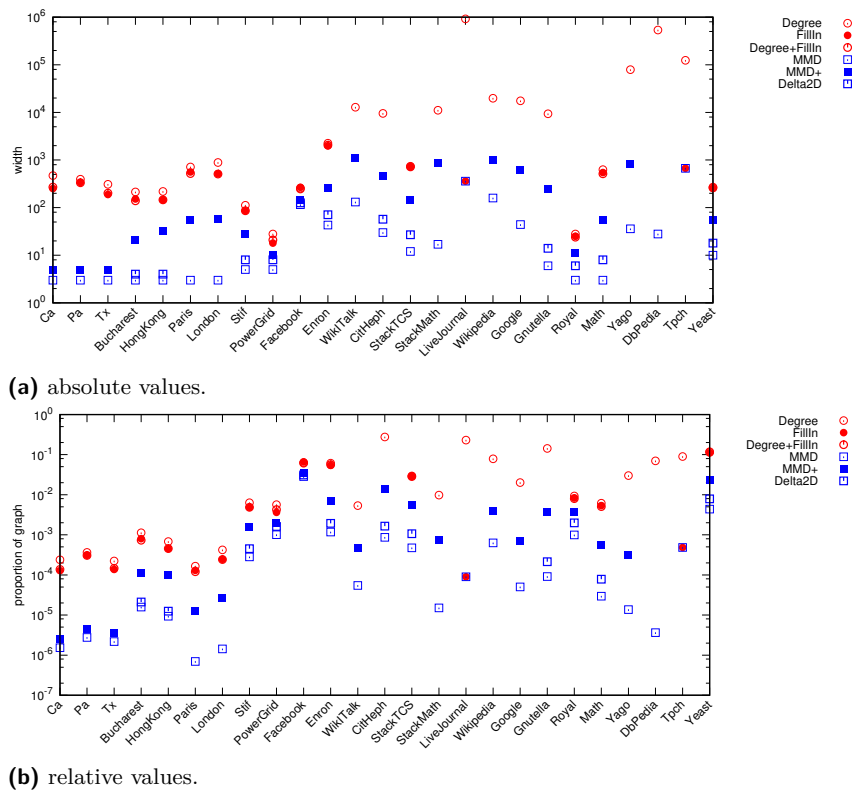 10^6
10^5
10^4
10^3
10^2
10^1
10^0
width
Ca
Pa
Tx
Bucharest
HongKong
Paris
London
Stif
PowerGrid
Facebook
Enron
WikiTalk
CitHeph
StackTCS
StackMath
LiveJournal
Wikipedia
Google
Gnutella
Royal
Math
Yago
DbPedia
Tpch
Yeast
Degree
FillIn
Degree+FillIn
MMD
MMD+
Delta2D
(a) absolute values.
10^0
10^-1
10^-2
10^-3
10^-4
10^-5
10^-6
10^-7
proportion of graph
Ca
Pa
Tx
Bucharest
HongKong
Paris
London
Stif
PowerGrid
Facebook
Enron
WikiTalk
CitHeph
StackTCS
StackMath
LiveJournal
Wikipedia
Google
Gnutella
Royal
Math
Yago
DbPedia
Tpch
Yeast
Degree
FillIn
Degree+FillIn
MMD
MMD+
Delta2D
(b) relative values.